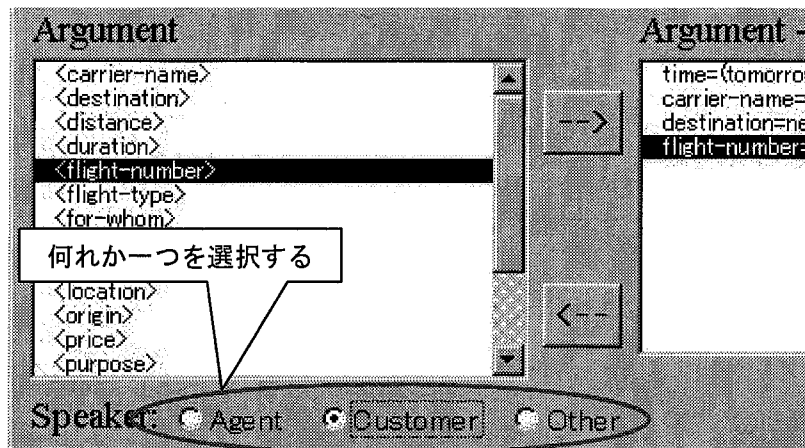 Argument
<carrier-name>
<destination>
<distance>
<duration>
<flight-number>
<flight-type>
<for-whom>
何れか一つを選択する
<location>
<origin>
<price>
<purpose>
-->
<--
Argument -
time=(tomorro
carrier-name=
destination=ne
flight-number=
Speaker: Agent Customer Other